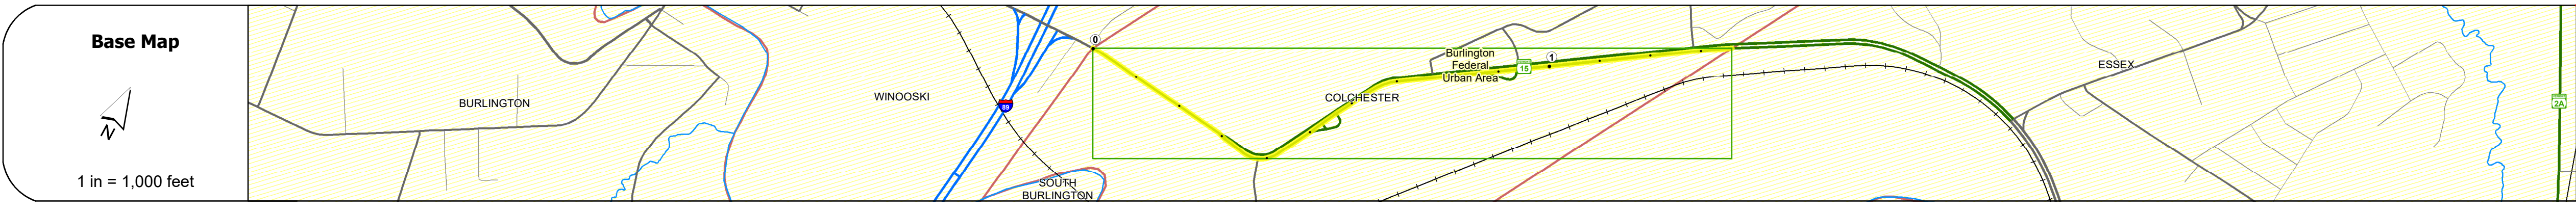 Base Map
N
1 in = 1,000 feet
BURLINGTON
WINOOSKI
89
SOUTH
BURLINGTON
0
COLCHESTER
Burlington
Federal
Urban Area
15
1
ESSEX
2A